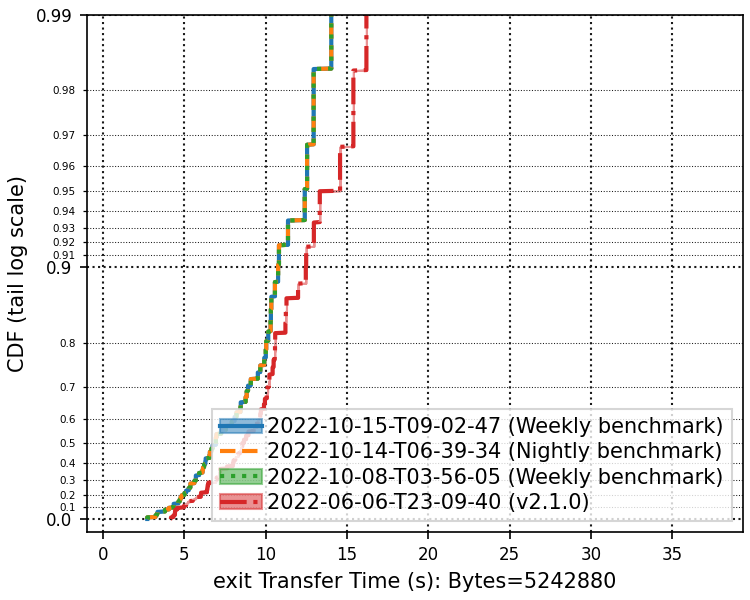 0.99
0.98
0.97
0.96
0.95
0.94
0.93
0.92
0.91
0.9
0.8
0.7
0.6
0.5
0.4
0.3
0.2
0.1
0.0
CDF (tail log scale)
2022-10-15-T09-02-47 (Weekly benchmark)
2022-10-14-T06-39-34 (Nightly benchmark)
2022-10-08-T03-56-05 (Weekly benchmark)
2022-06-06-T23-09-40 (v2.1.0)
0 5 10 15 20 25 30 35
exit Transfer Time (s): Bytes=5242880